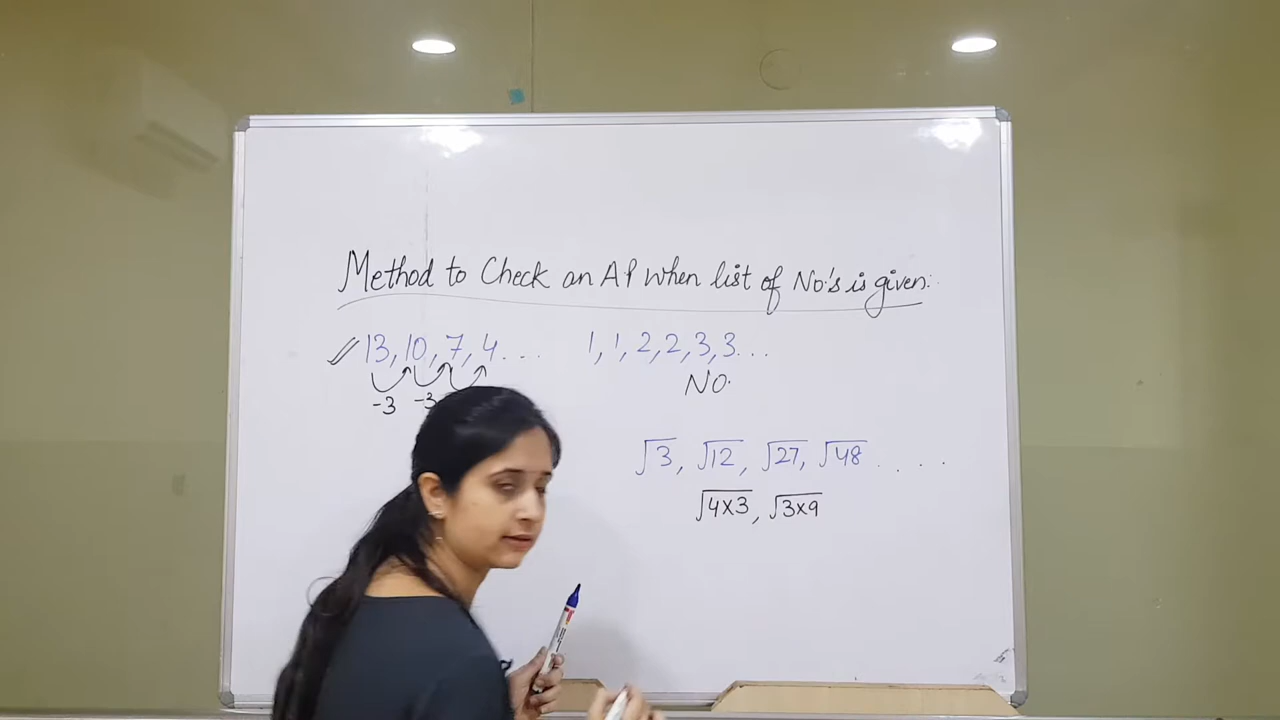 Method to Check an AP when list of No's is given:
13, 10, 7, 4 . . . 1, 1, 2, 2, 3, 3 . . .
-3 -3 NO.
√3, √12, √27, √48 . . . .
√4x3, √3x9